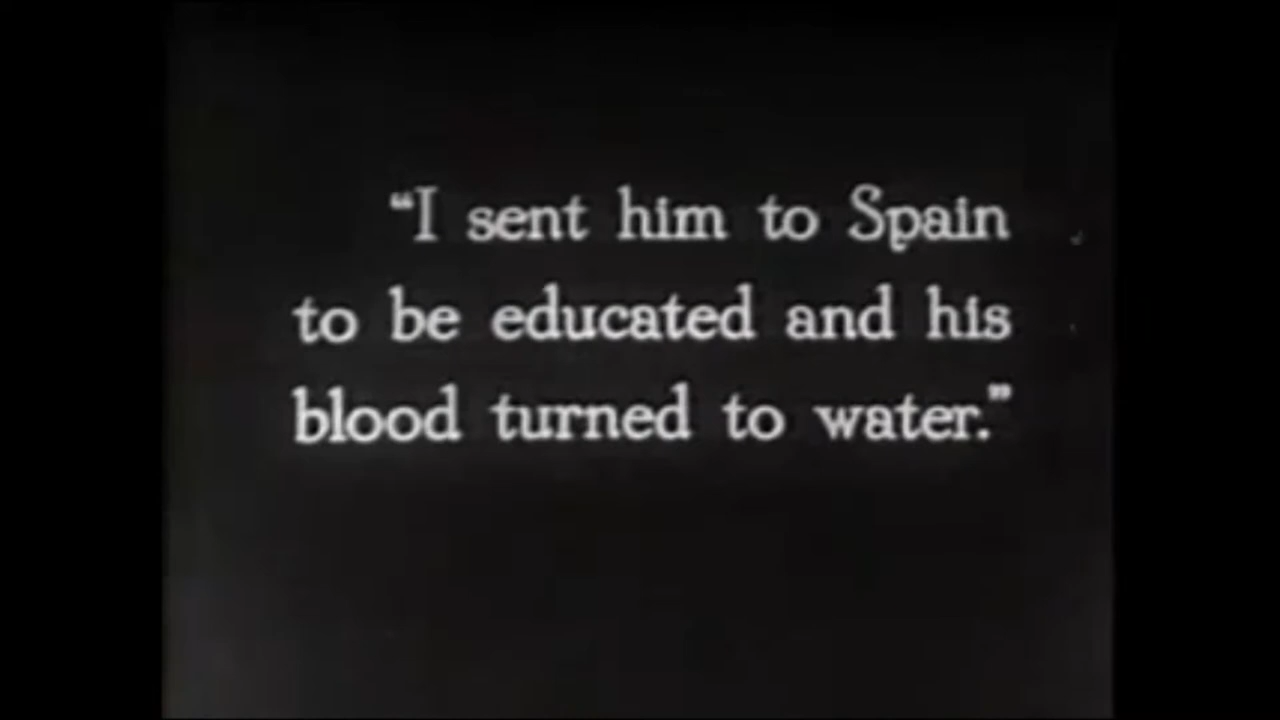 “I sent him to Spain
to be educated and his
blood turned to water.”